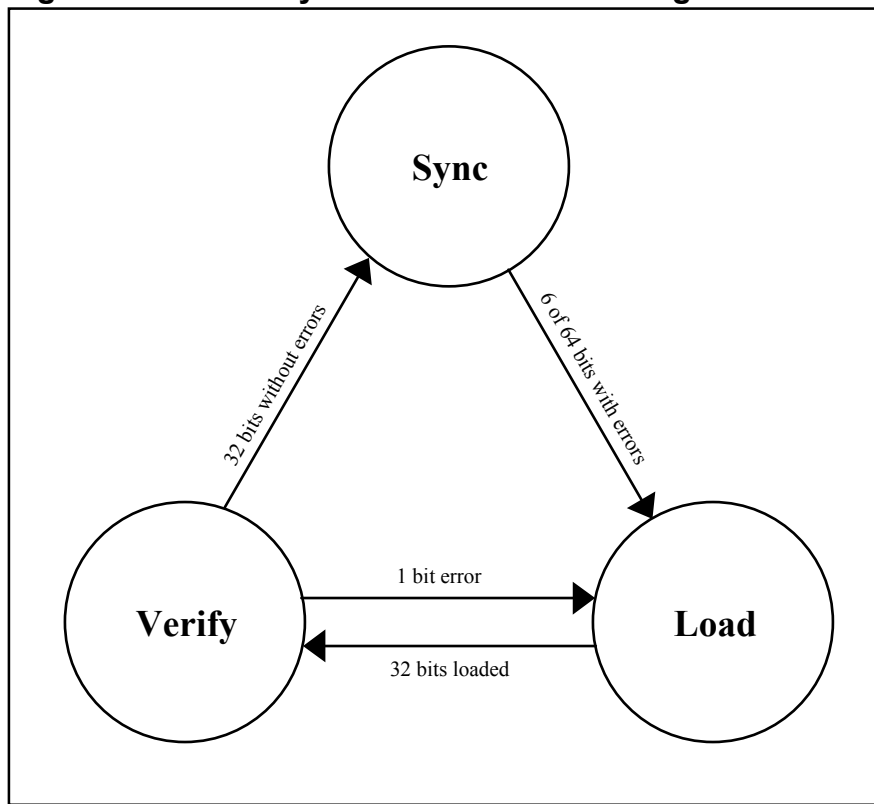 Sync
32 bits without errors
6 of 64 bits with errors
1 bit error
Verify
Load
32 bits loaded